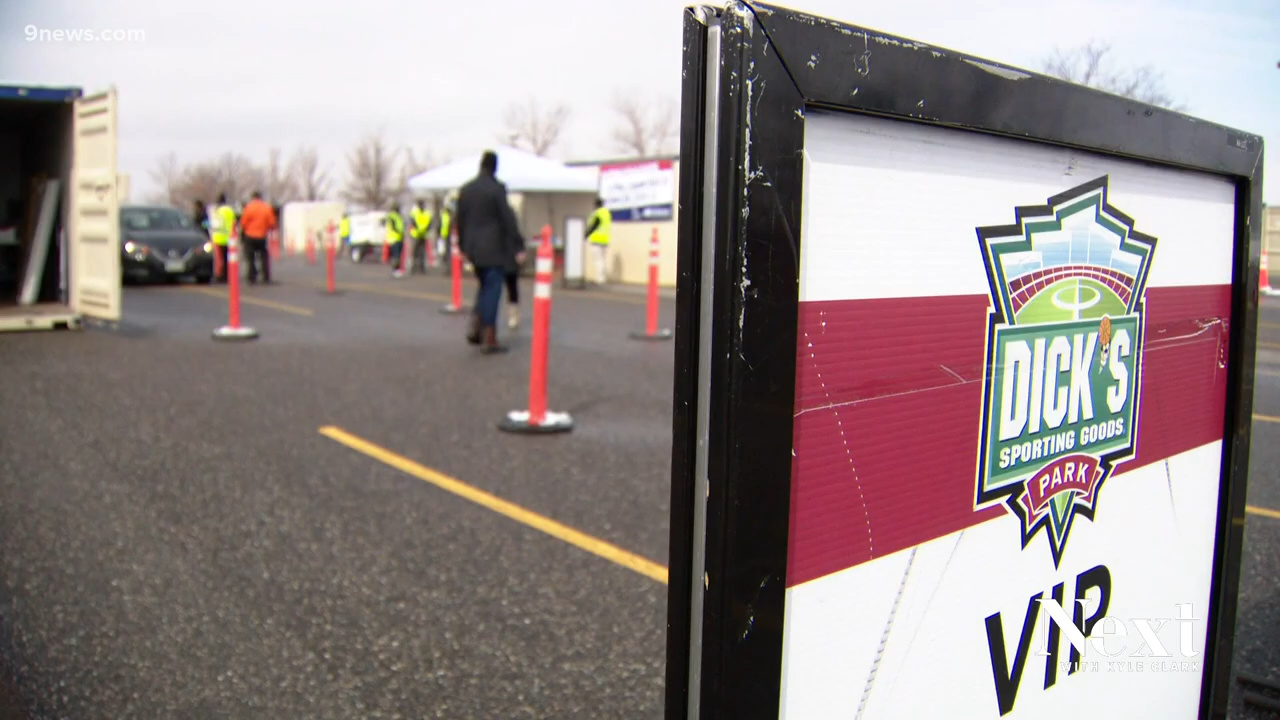 9news.com
DICK'S
SPORTING GOODS
PARK
VIP
Next
WITH KYLE CLARK